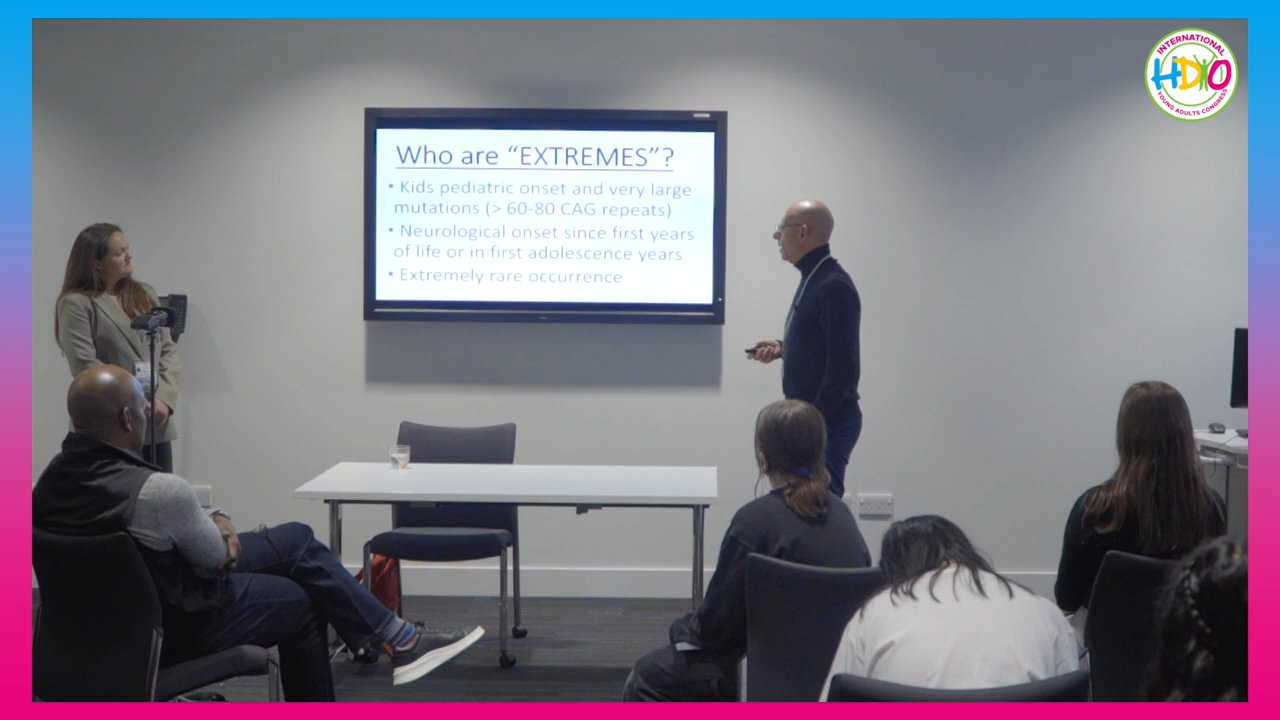 Who are “EXTREMES”?
• Kids pediatric onset and very large
mutations (> 60-80 CAG repeats)
• Neurological onset since first years
of life or in first adolescence years
• Extremely rare occurrence
INTERNATIONAL
HDYO
YOUNG ADULTS CONGRESS